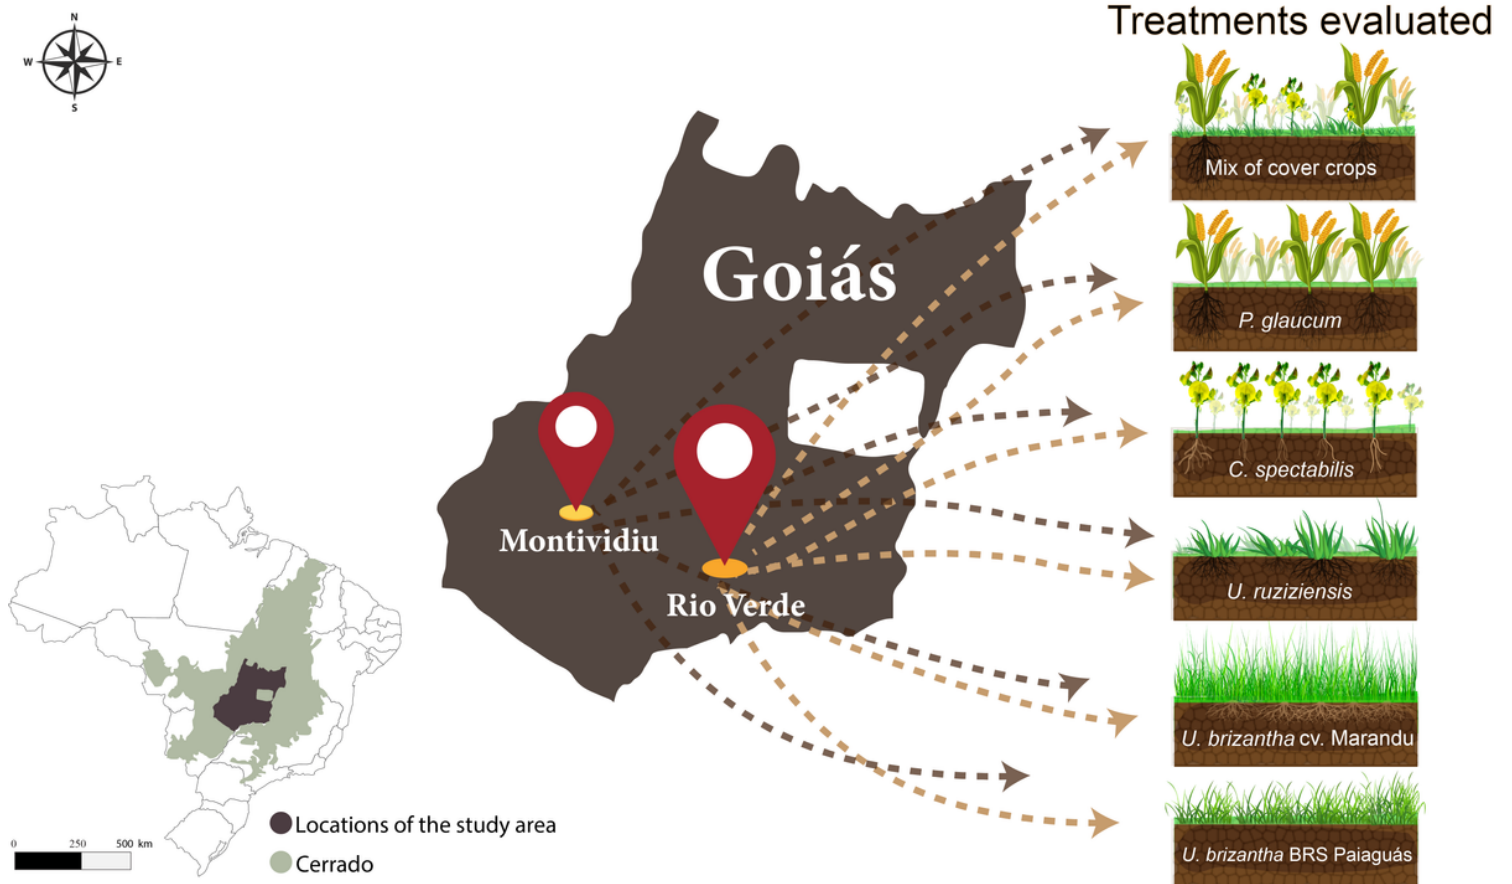 Treatments evaluated
N
W
E
S
Mix of cover crops
Goiás
P. glaucum
C. spectabilis
Montividiu
U. ruziziensis
Rio Verde
U. brizantha cv. Marandu
Locations of the study area
0 250 500 km
Cerrado
U. brizantha BRS Paiaguás